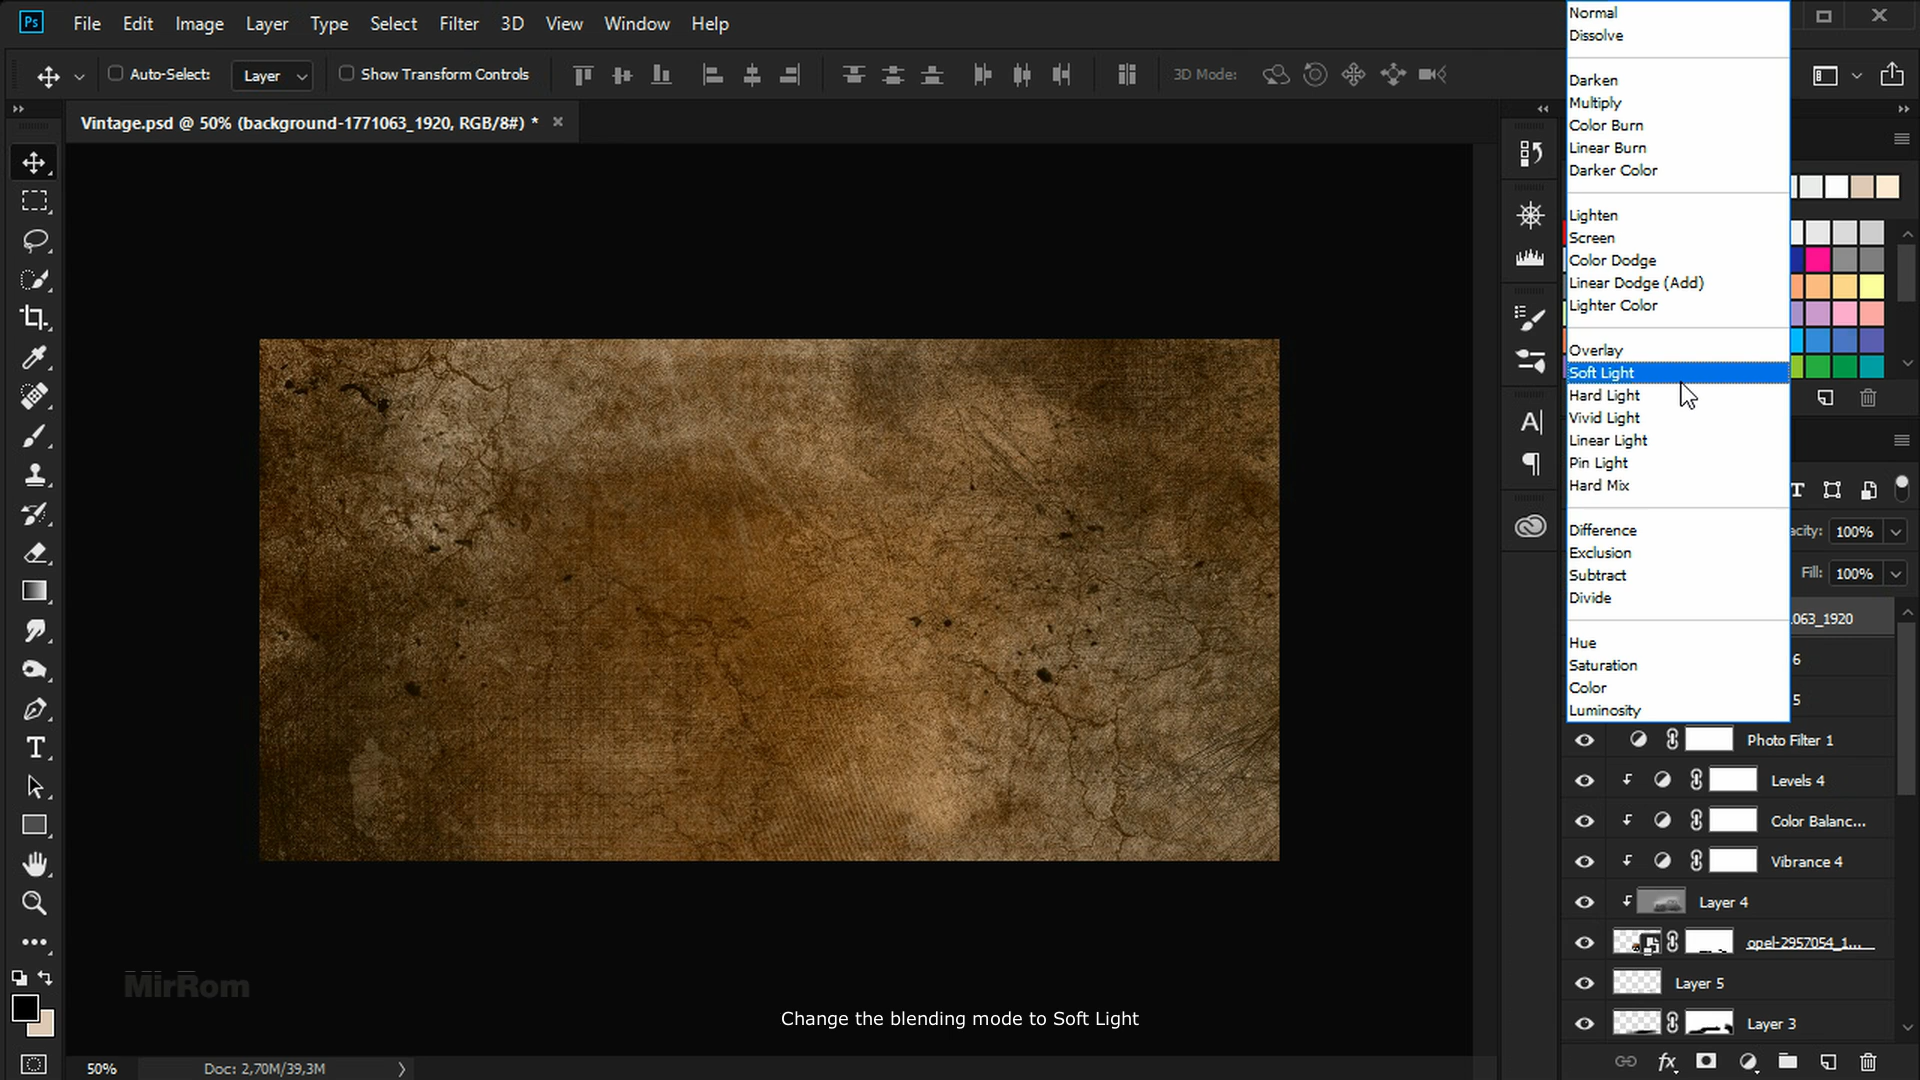 Ps File Edit Image Layer Type Select Filter 3D View Window Help
Auto-Select: Layer Show Transform Controls 3D Mode:
Vintage.psd @ 50% (background-1771063_1920, RGB/8#) *
Normal
Dissolve
Darken
Multiply
Color Burn
Linear Burn
Darker Color
Lighten
Screen
Color Dodge
Linear Dodge (Add)
Lighter Color
Overlay
Soft Light
Hard Light
Vivid Light
Linear Light
Pin Light
Hard Mix
Difference
Exclusion
Subtract
Divide
Hue
Saturation
Color
Luminosity
acity: 100%
Fill: 100%
063_1920
6
5
Photo Filter 1
Levels 4
Color Balanc...
Vibrance 4
Layer 4
opel-2957054_1...
Layer 5
Layer 3
MirRom
Change the blending mode to Soft Light
50% Doc: 2,70M/39,3M